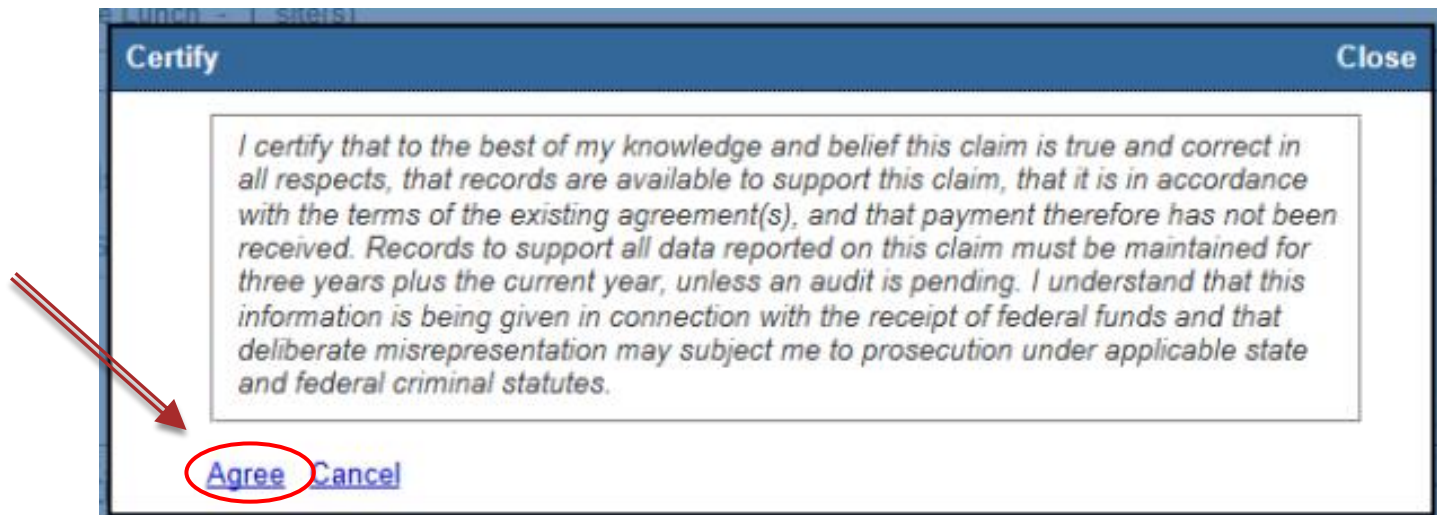 e Lunch - 1 site(s)
Certify Close
I certify that to the best of my knowledge and belief this claim is true and correct in
all respects, that records are available to support this claim, that it is in accordance
with the terms of the existing agreement(s), and that payment therefore has not been
received. Records to support all data reported on this claim must be maintained for
three years plus the current year, unless an audit is pending. I understand that this
information is being given in connection with the receipt of federal funds and that
deliberate misrepresentation may subject me to prosecution under applicable state
and federal criminal statutes.
Agree Cancel